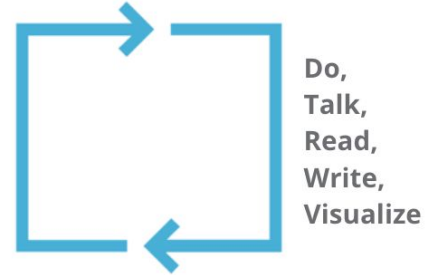 Do,
Talk,
Read,
Write,
Visualize